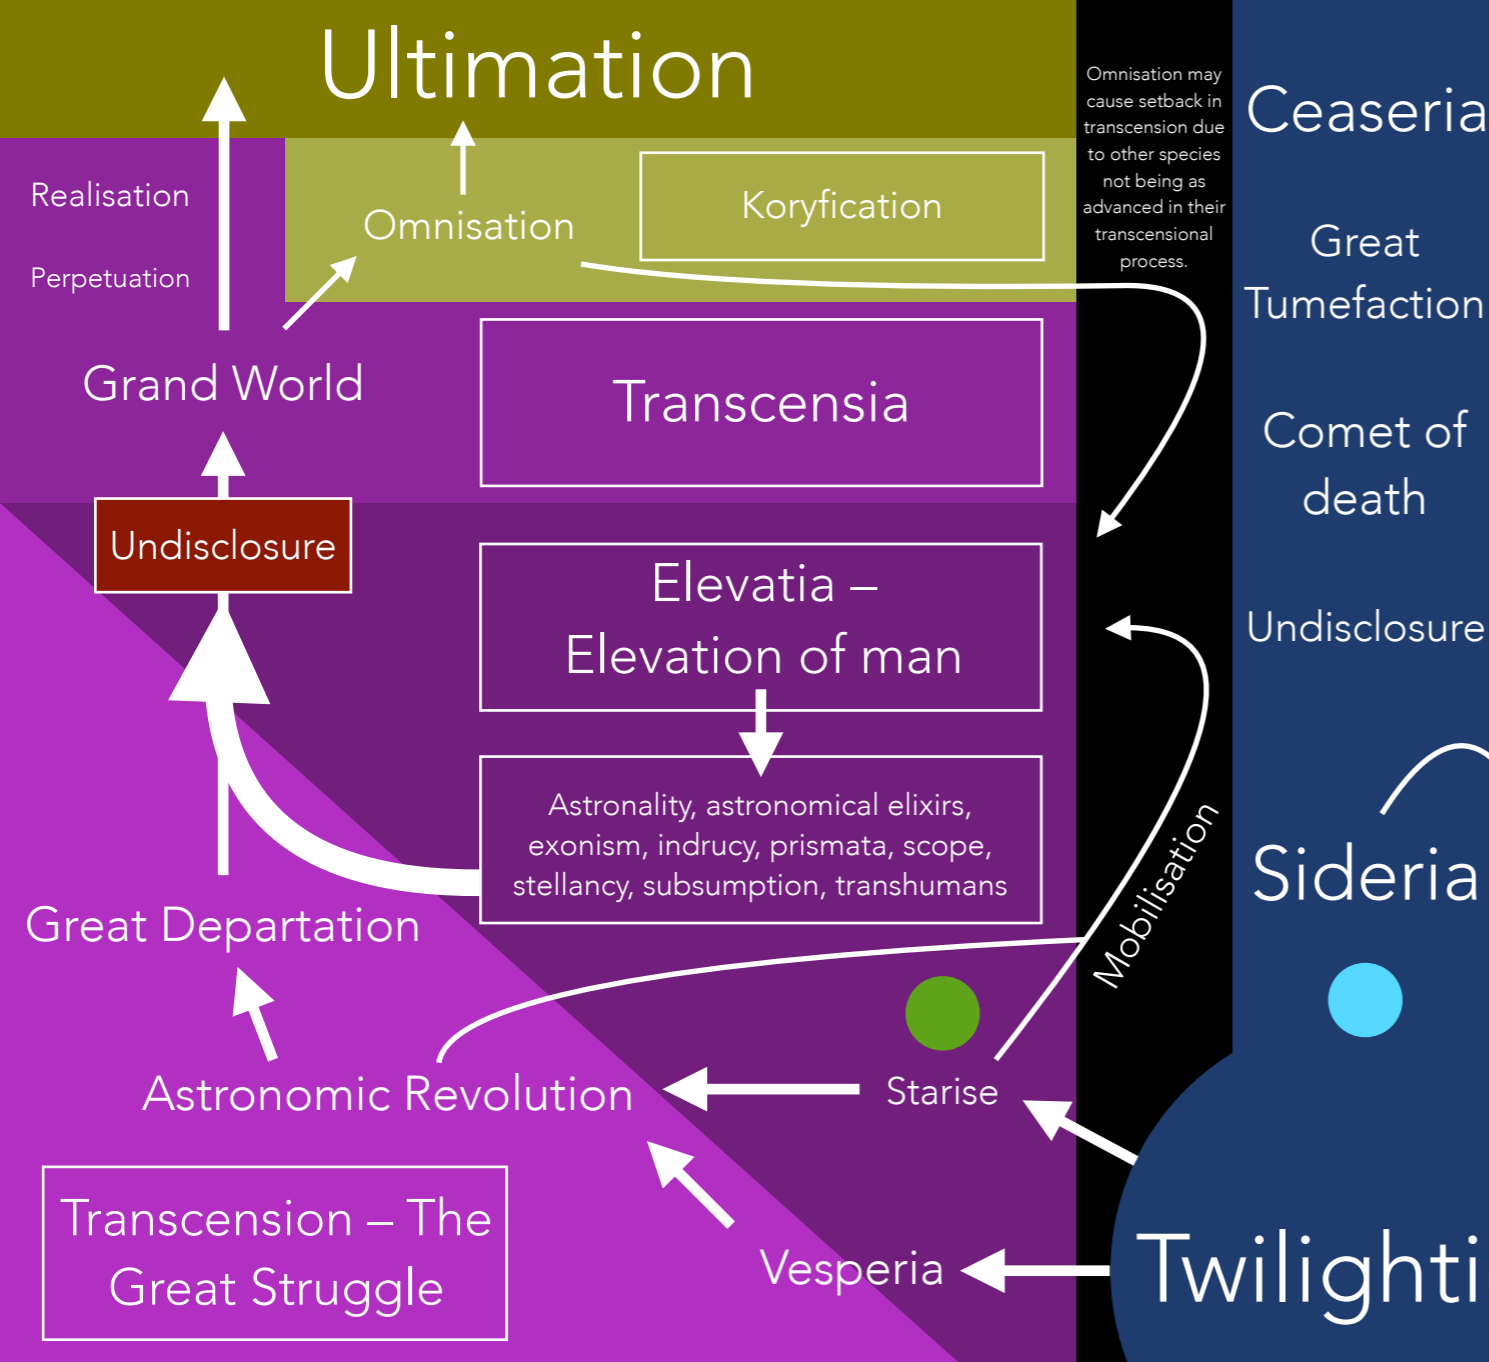 Ultimation
Realisation
Perpetuation
Omnisation
Koryfication
Grand World
Transcensia
Undisclosure
Elevatia –
Elevation of man
Astronality, astronomical elixirs,
exonism, indrucy, prismata, scope,
stellancy, subsumption, transhumans
Great Departation
Astronomic Revolution
Starise
Transcension – The
Great Struggle
Vesperia
Omnisation may
cause setback in
transcension due
to other species
not being as
advanced in their
transcensional
process.
Mobilisation
Ceaseria
Great
Tumefaction
Comet of
death
Undisclosure
Sideria
Twilighti